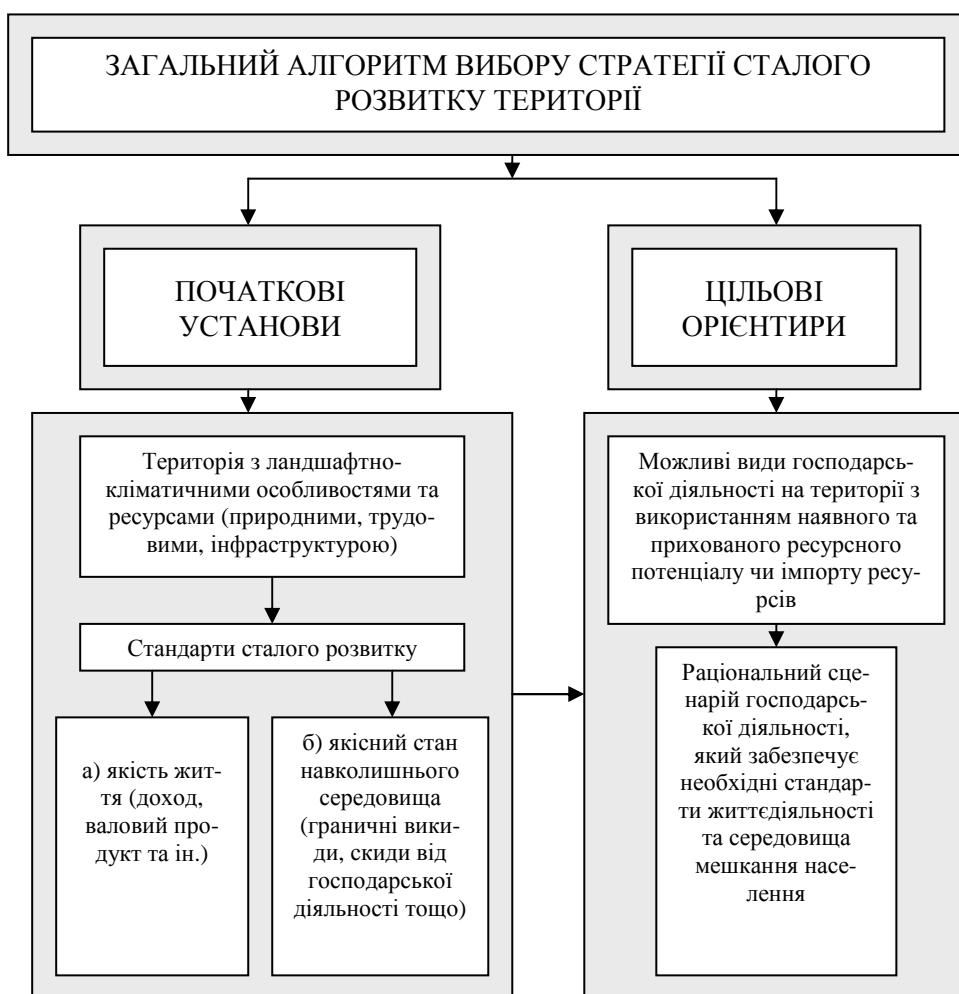 ЗАГАЛЬНИЙ АЛГОРИТМ ВИБОРУ СТРАТЕГІЇ СТАЛОГО
РОЗВИТКУ ТЕРИТОРІЇ
ПОЧАТКОВІ
УСТАНОВИ
ЦІЛЬОВІ
ОРІЄНТИРИ
Територія з ландшафтно-
кліматичними особливостями та
ресурсами (природними, трудо-
вими, інфраструктурою)
Стандарти сталого розвитку
а) якість жит-
тя (доход,
валовий про-
дукт та ін.)
б) якісний стан
навколишнього
середовища
(граничні вики-
ди, скиди від
господарської
діяльності тощо)
Можливі види господарсь-
кої діяльності на території з
використанням наявного та
прихованого ресурсного
потенціалу чи імпорту ресу-
рсів
Раціональний сце-
нарій господарсь-
кої діяльності,
який забезпечує
необхідні стандар-
ти життєдіяльності
та середовища
мешкання насе-
лення